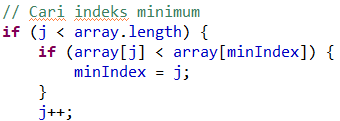 // Cari indeks minimum
if (j < array.length) {
    if (array[j] < array[minIndex]) {
        minIndex = j;
    }
    j++;